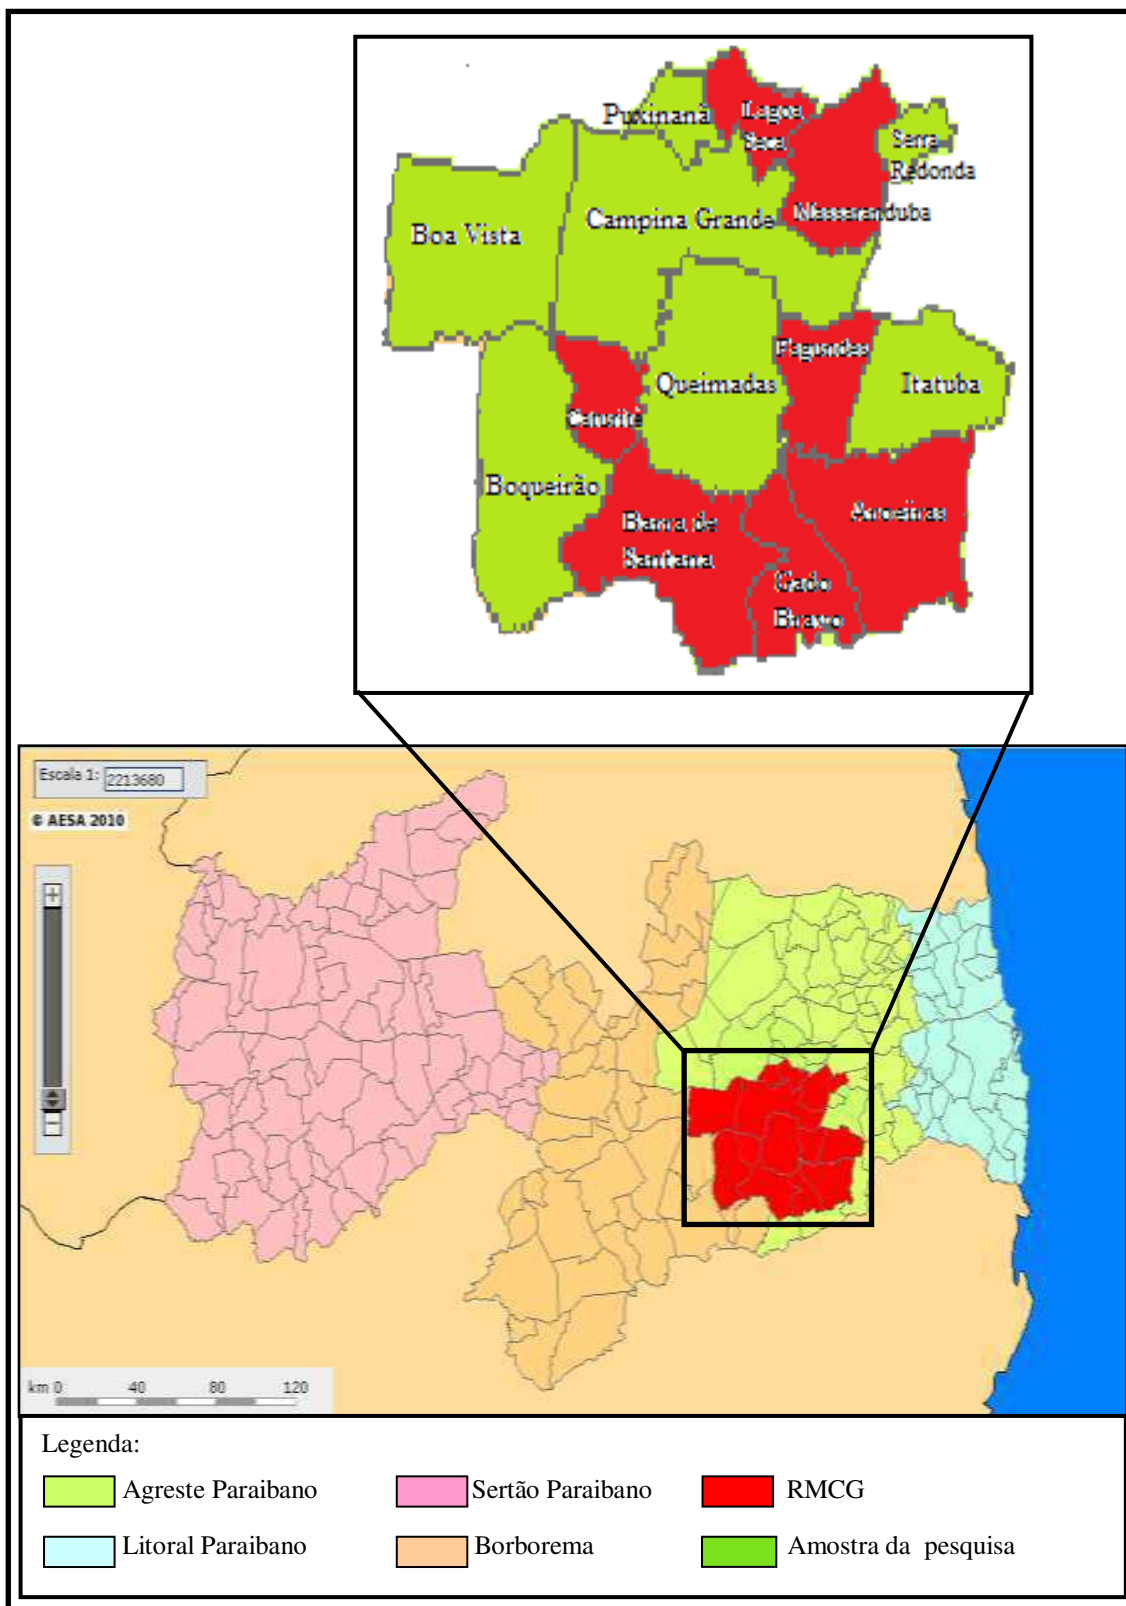 Puxinanã
Lagoa
Seca
Serra
Redonda
Massaranduba
Campina Grande
Boa Vista
Fagundes
Queimadas
Itatuba
Caturité
Boqueirão
Aroeiras
Barra de
Santana
Gado
Bravo
Escala 1: 2213680
© AESA 2010
+
−
km 0 40 80 120
Legenda:
Agreste Paraibano Sertão Paraibano RMCG
Litoral Paraibano Borborema Amostra da pesquisa